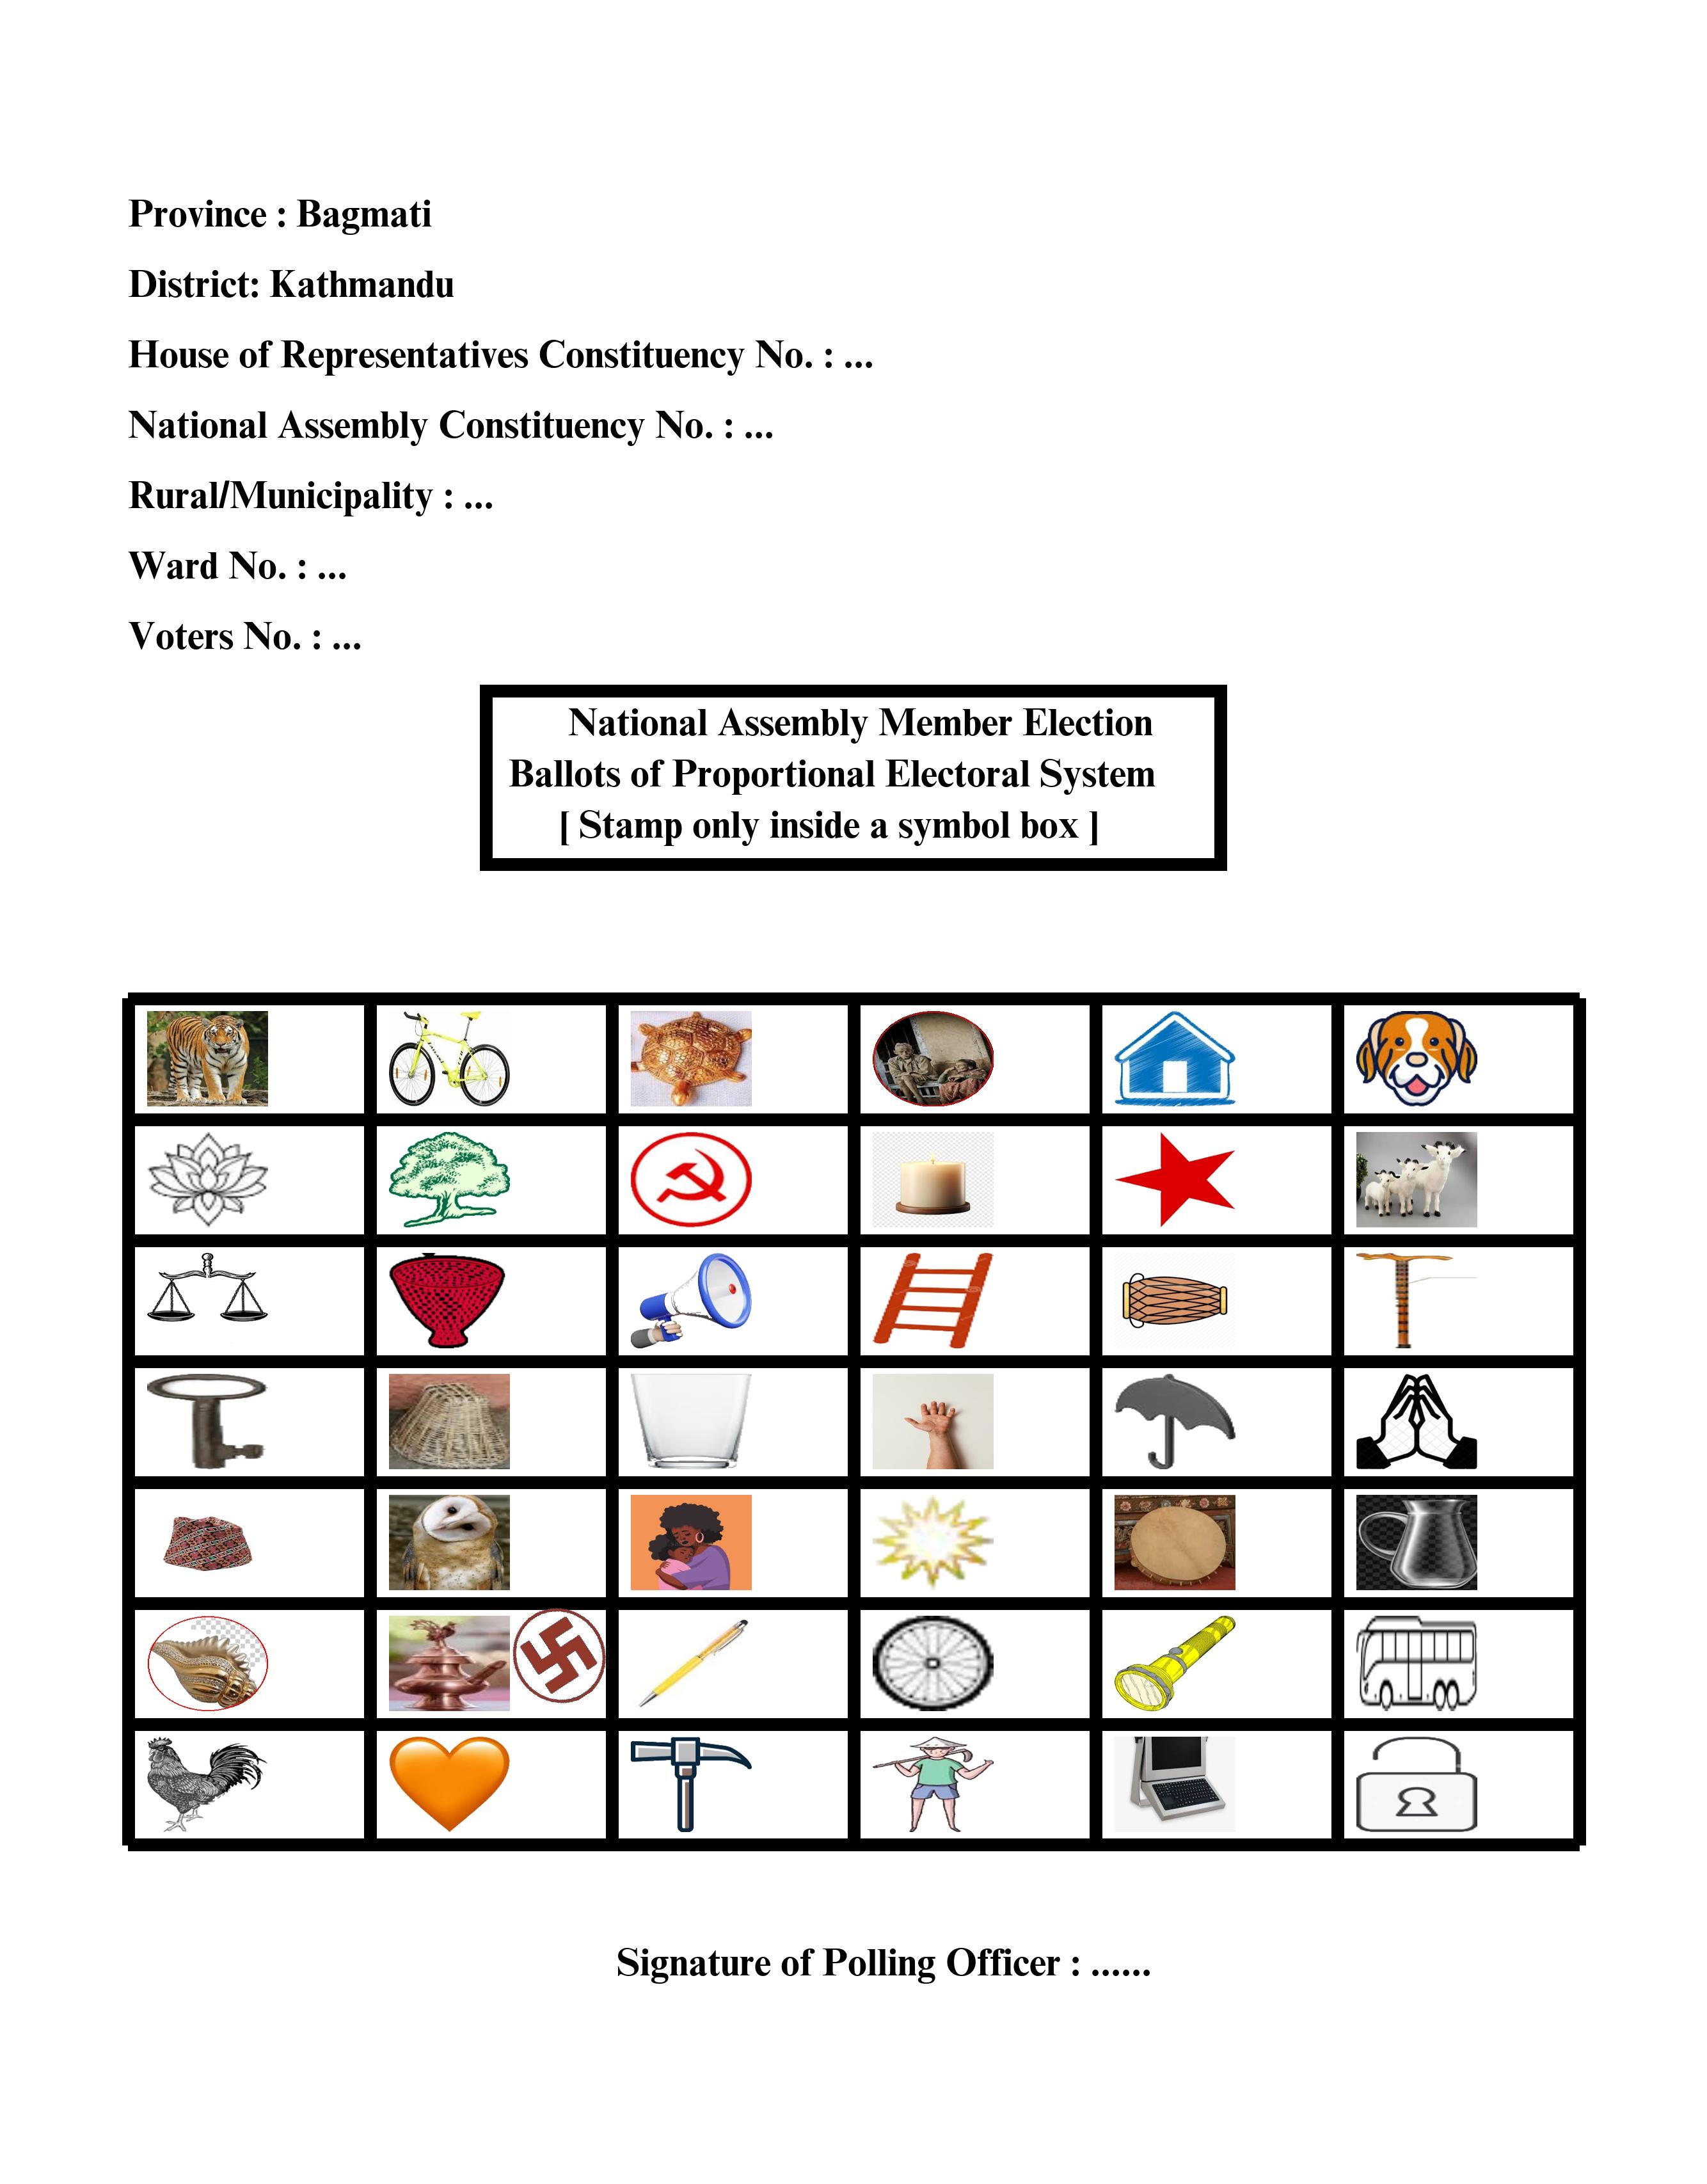 Province : Bagmati
District: Kathmandu
House of Representatives Constituency No. : ...
National Assembly Constituency No. : ...
Rural/Municipality : ...
Ward No. : ...
Voters No. : ...
National Assembly Member Election
Ballots of Proportional Electoral System
[ Stamp only inside a symbol box ]
Signature of Polling Officer : ......